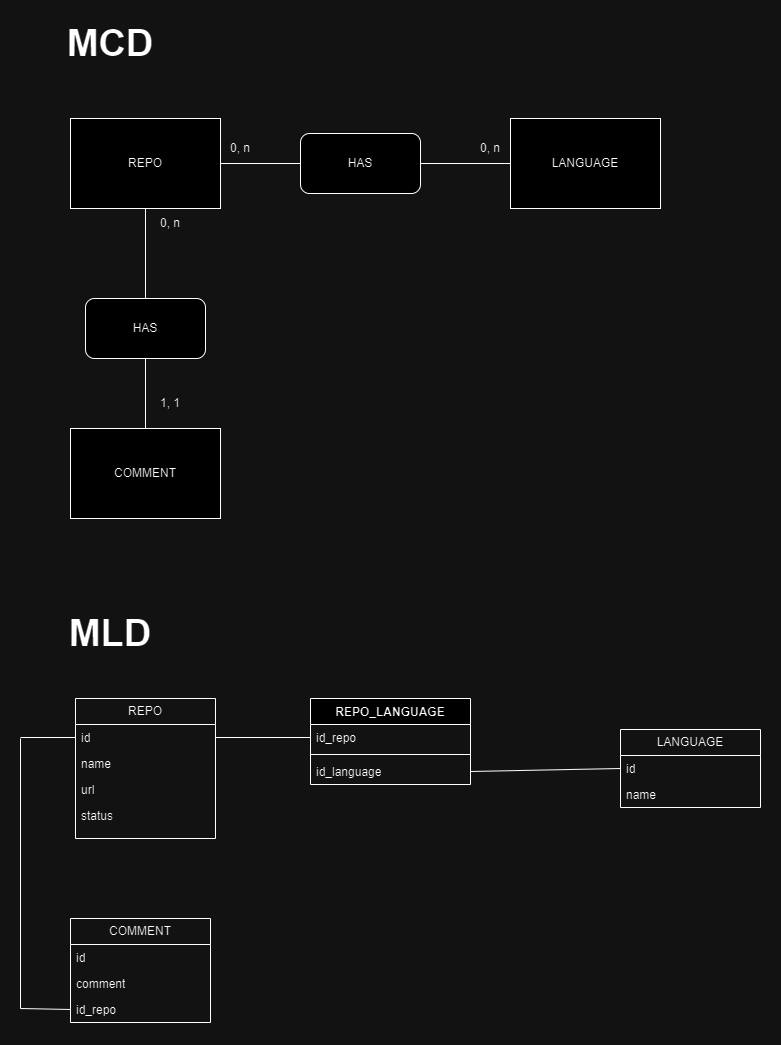 MCD
REPO
0, n
HAS
0, n
LANGUAGE
0, n
HAS
1, 1
COMMENT
MLD
REPO
id
name
url
status
REPO_LANGUAGE
id_repo
id_language
LANGUAGE
id
name
COMMENT
id
comment
id_repo